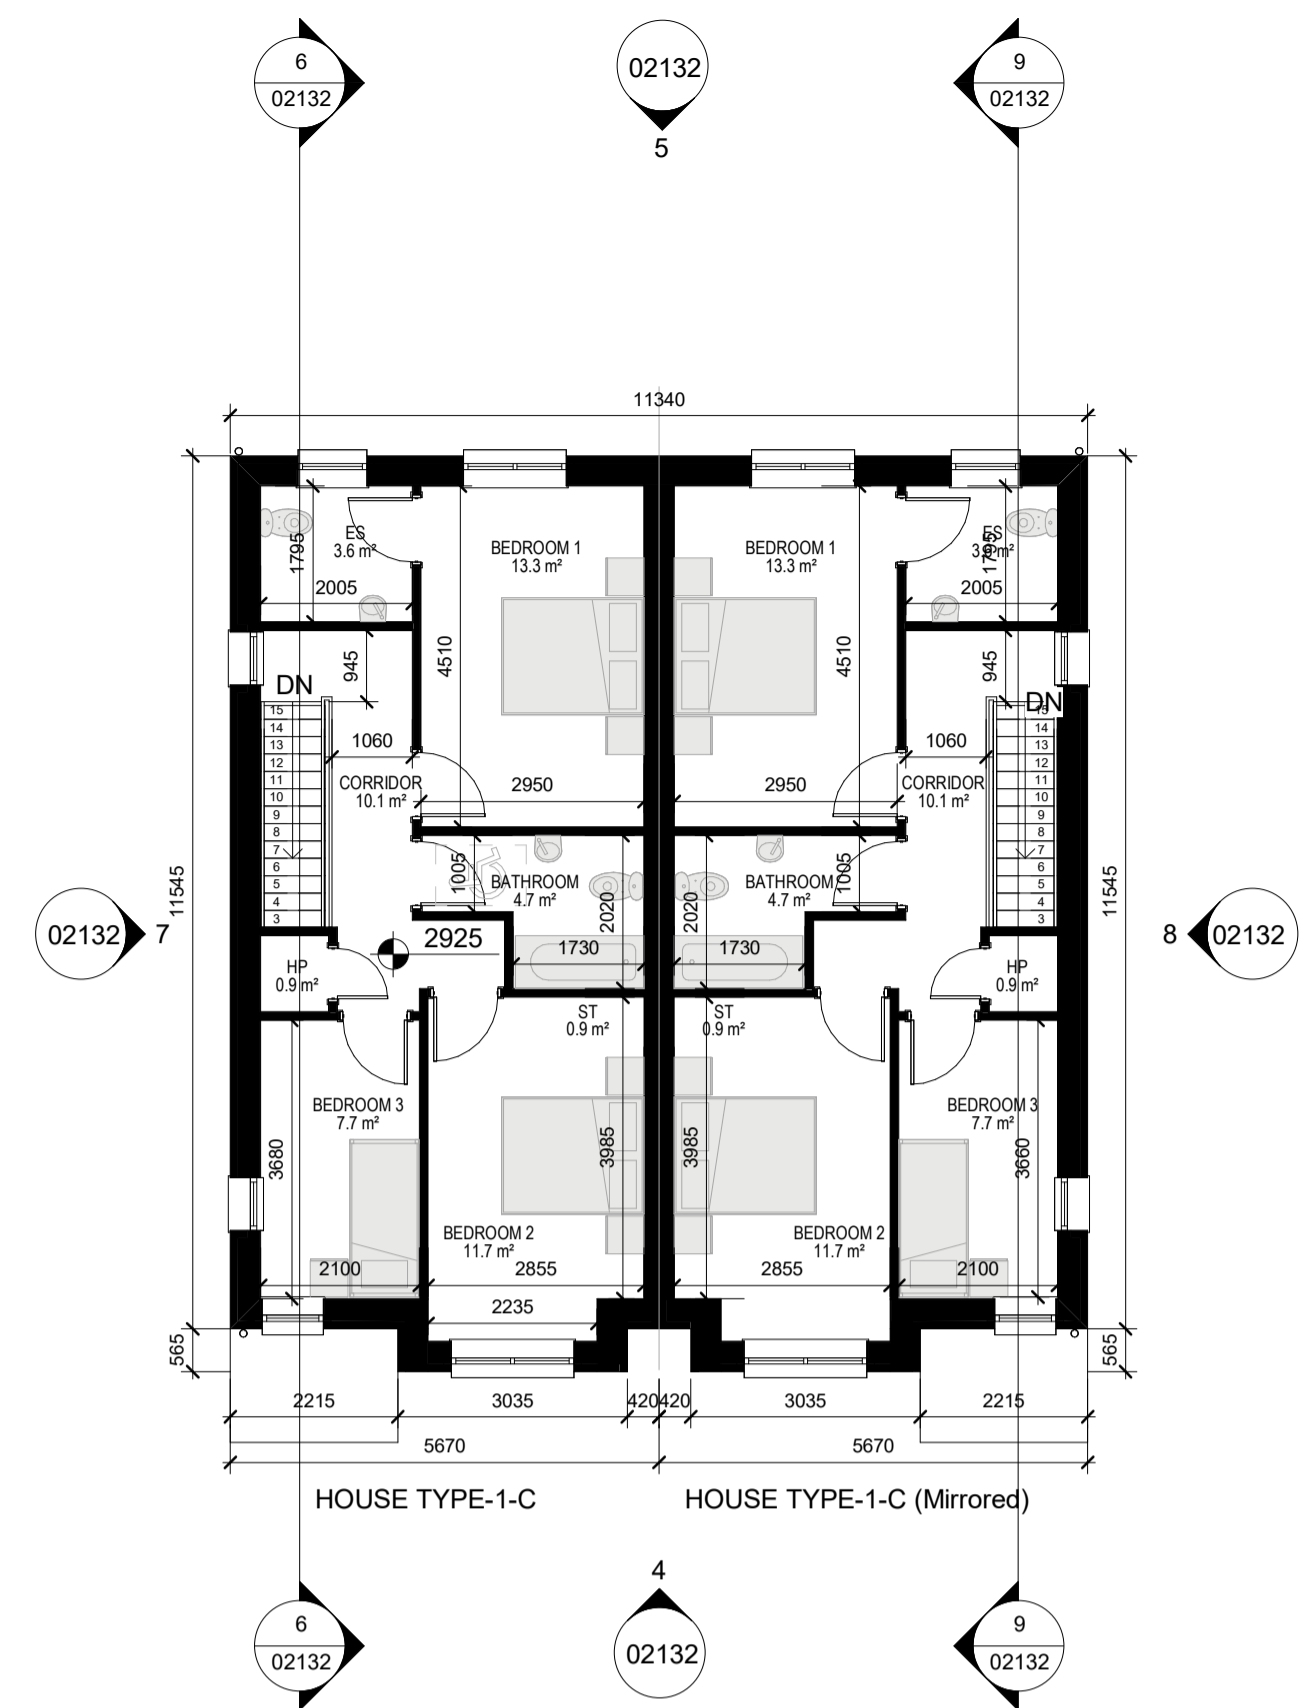 6
02132
02132
5
9
02132
11340
ES
3.6 m²
1795
2005
BEDROOM 1
13.3 m²
BEDROOM 1
13.3 m²
ES
3.6 m²
1795
2005
945
DN
4510
4510
945
DN
15
14
13
12
11
10
9
8
7
6
5
4
3
1060
CORRIDOR
10.1 m²
2950
2950
1060
CORRIDOR
10.1 m²
15
14
13
12
11
10
9
8
7
6
5
4
3
11545
1005
BATHROOM
4.7 m²
2020
1730
2020
BATHROOM
4.7 m²
1005
1730
11545
02132
7
2925
8
02132
HP
0.9 m²
ST
0.9 m²
ST
0.9 m²
HP
0.9 m²
BEDROOM 3
7.7 m²
3680
3985
3985
BEDROOM 3
7.7 m²
3660
BEDROOM 2
11.7 m²
BEDROOM 2
11.7 m²
2100
2855
2855
2100
2235
565
565
2215
3035
420
420
3035
2215
5670
5670
HOUSE TYPE-1-C
HOUSE TYPE-1-C (Mirrored)
6
02132
4
02132
9
02132